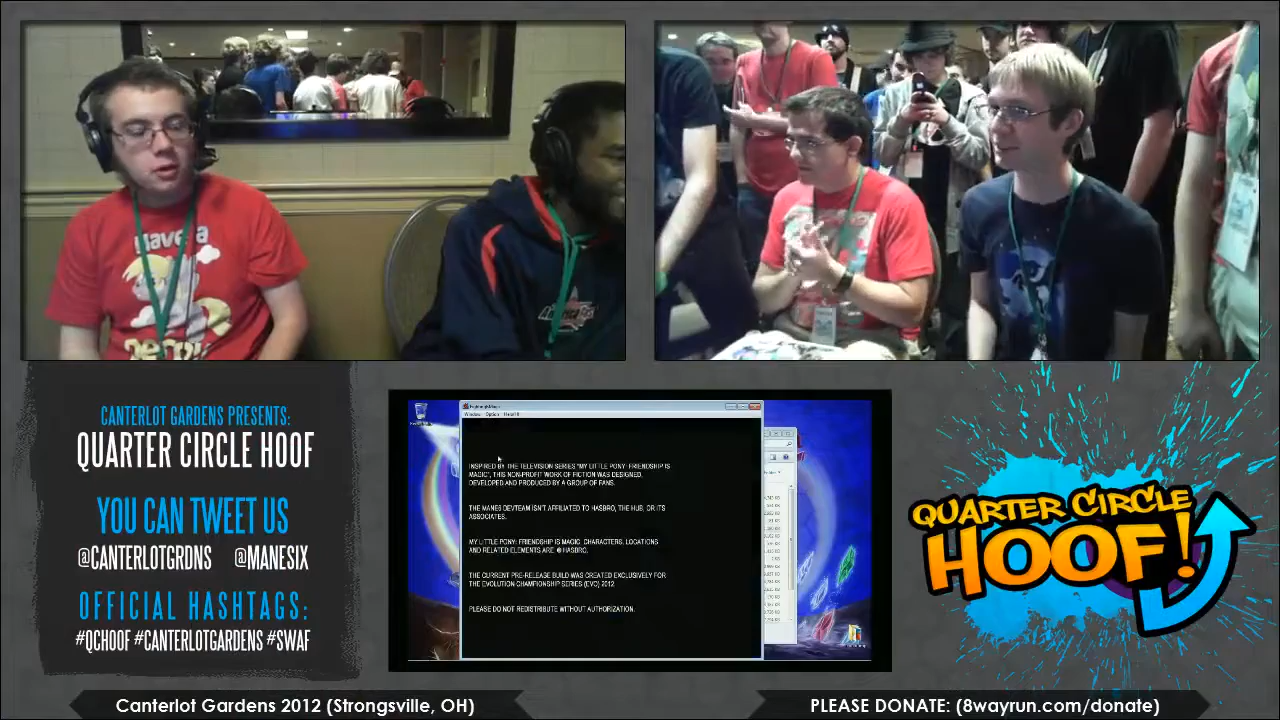 Have a
derpy
CANTERLOT GARDENS PRESENTS:
QUARTER CIRCLE HOOF
YOU CAN TWEET US
@CANTERLOTGRDNS @MANESIX
OFFICIAL HASHTAGS:
#QCHOOF #CANTERLOTGARDENS #SWAF
Window Option
INSPIRED BY THE TELEVISION SERIES "MY LITTLE PONY: FRIENDSHIP IS
MAGIC", THIS NONPROFIT WORK OF FICTION WAS DESIGNED,
DEVELOPED AND PRODUCED BY A GROUP OF FANS.
THE MANE6 DEVTEAM ISN'T AFFILIATED TO HASBRO, THE HUB, OR ITS
ASSOCIATES.
MY LITTLE PONY: FRIENDSHIP IS MAGIC, CHARACTERS, LOCATIONS
AND RELATED ELEMENTS ARE © HASBRO.
THE CURRENT PRE-RELEASE BUILD WAS CREATED EXCLUSIVELY FOR
THE EVOLUTION CHAMPIONSHIP SERIES (EVO) 2012.
PLEASE DO NOT REDISTRIBUTE WITHOUT AUTHORIZATION.
QUARTER CIRCLE
HOOF!
Canterlot Gardens 2012 (Strongsville, OH)
PLEASE DONATE: (8wayrun.com/donate)